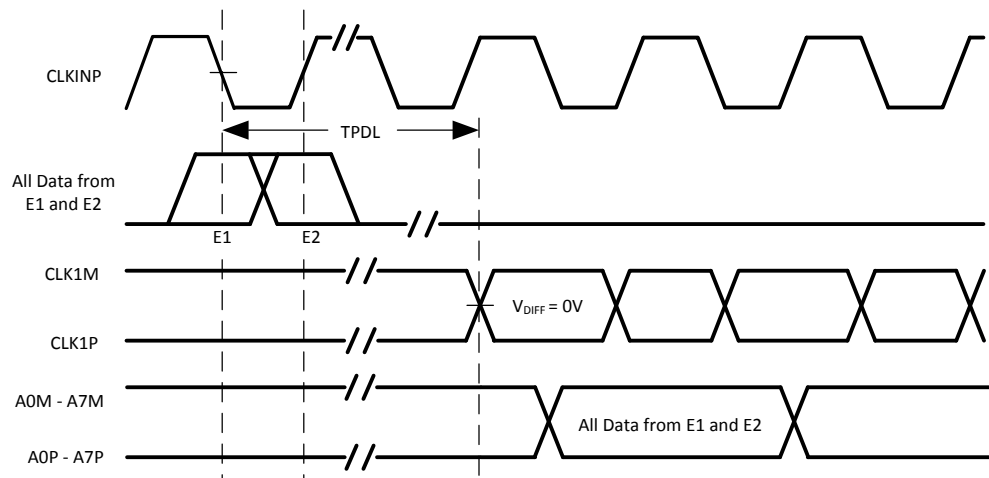 CLKINP
TPDL
All Data from
E1 and E2
E1
E2
CLK1M
VDIFF = 0V
CLK1P
A0M - A7M
All Data from E1 and E2
A0P - A7P